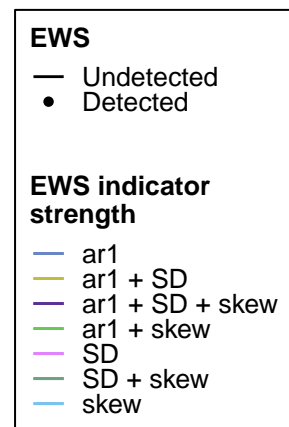 EWS
Undetected
Detected
EWS indicator
strength
ar1
ar1 + SD
ar1 + SD + skew
ar1 + skew
SD
SD + skew
skew